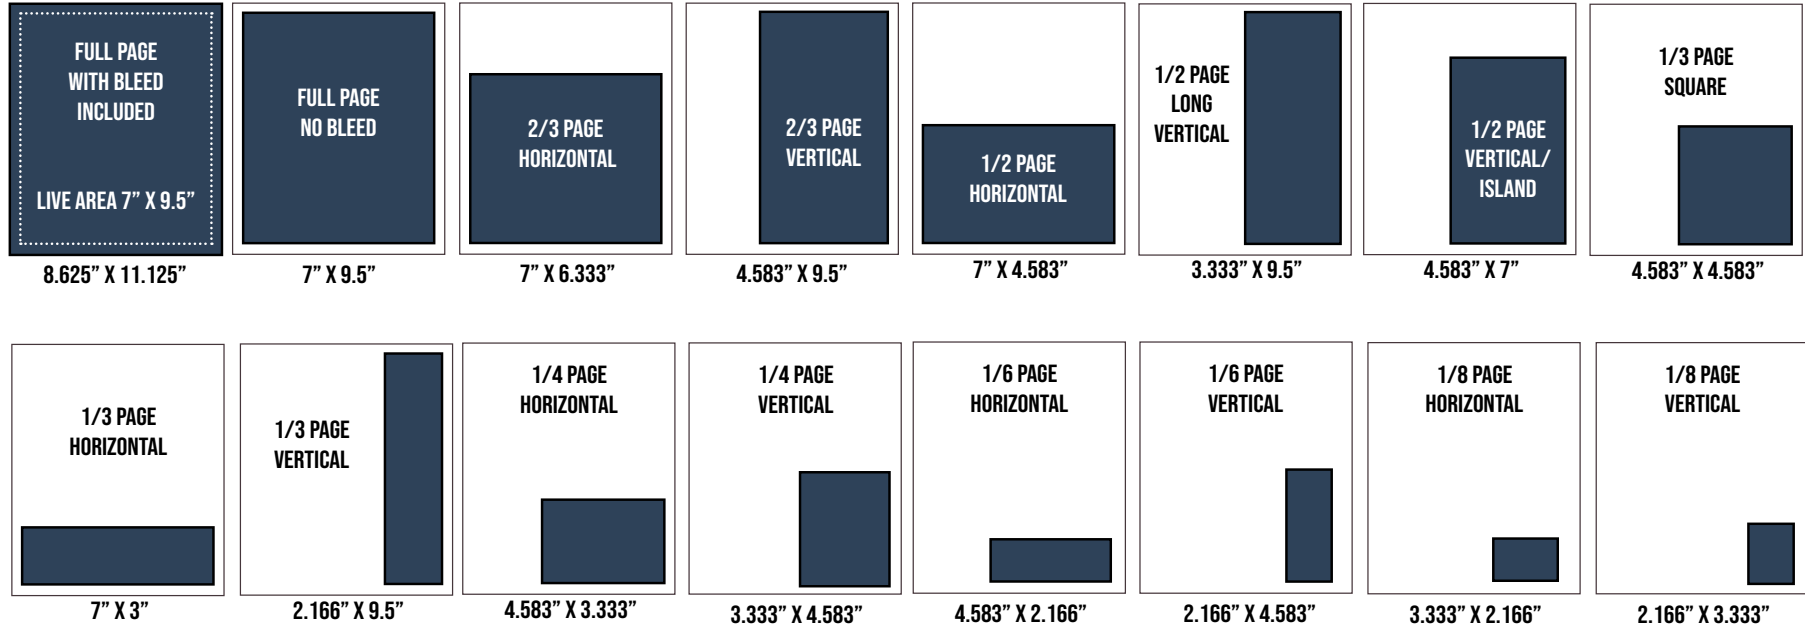 FULL PAGE
WITH BLEED
INCLUDED
LIVE AREA 7” X 9.5”
8.625” X 11.125”
FULL PAGE
NO BLEED
7” X 9.5”
2/3 PAGE
HORIZONTAL
7” X 6.333”
2/3 PAGE
VERTICAL
4.583” X 9.5”
1/2 PAGE
HORIZONTAL
7” X 4.583”
1/2 PAGE
LONG
VERTICAL
3.333” X 9.5”
1/2 PAGE
VERTICAL/
ISLAND
4.583” X 7”
1/3 PAGE
SQUARE
4.583” X 4.583”
1/3 PAGE
HORIZONTAL
7” X 3”
1/3 PAGE
VERTICAL
2.166” X 9.5”
1/4 PAGE
HORIZONTAL
4.583” X 3.333”
1/4 PAGE
VERTICAL
3.333” X 4.583”
1/6 PAGE
HORIZONTAL
4.583” X 2.166”
1/6 PAGE
VERTICAL
2.166” X 4.583”
1/8 PAGE
HORIZONTAL
3.333” X 2.166”
1/8 PAGE
VERTICAL
2.166” X 3.333”